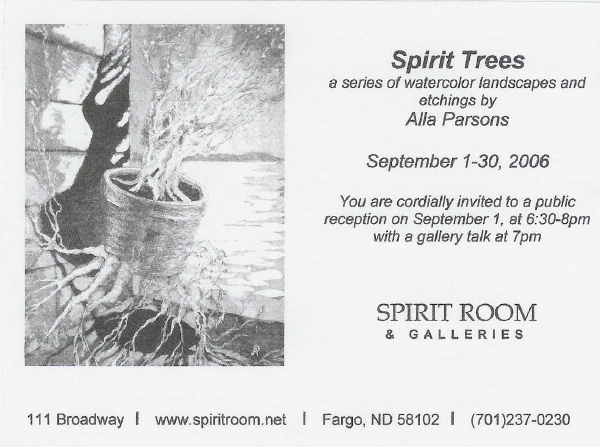 Spirit Trees
a series of watercolor landscapes and
etchings by
Alla Parsons
September 1-30, 2006
You are cordially invited to a public
reception on September 1, at 6:30-8pm
with a gallery talk at 7pm
SPIRIT ROOM
& GALLERIES
111 Broadway | www.spiritroom.net | Fargo, ND 58102 | (701)237-0230